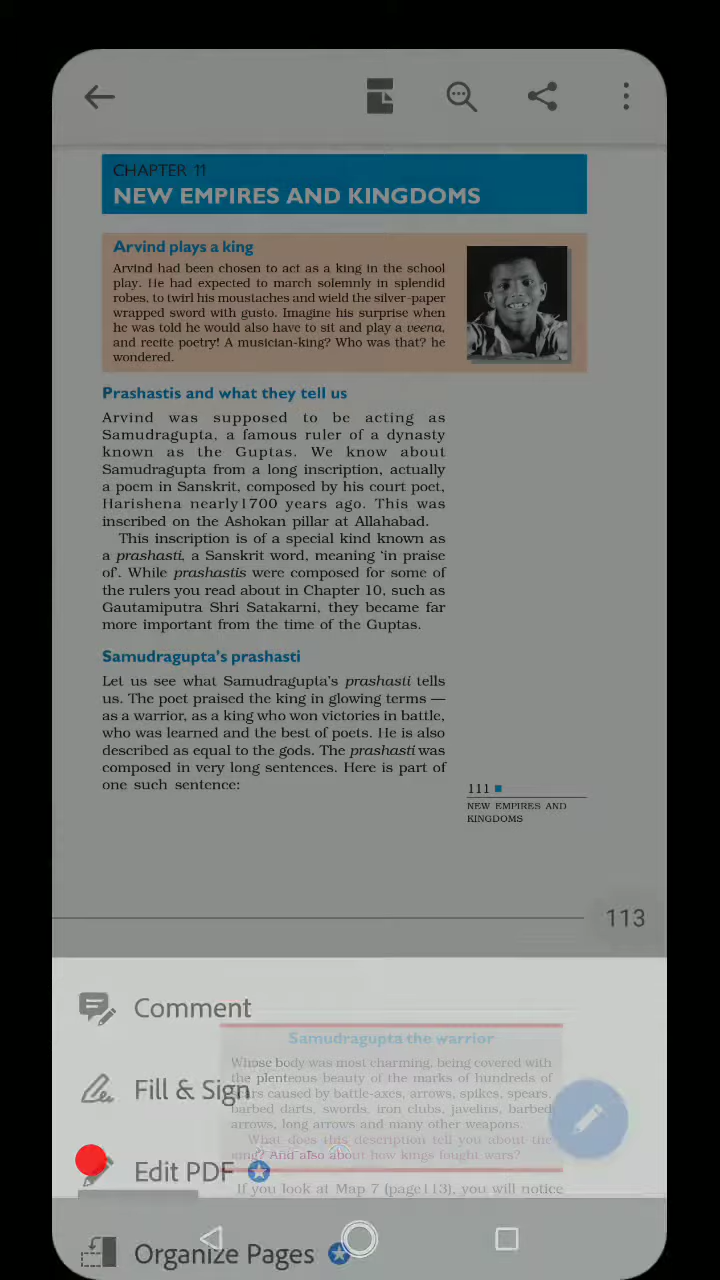 CHAPTER 11
NEW EMPIRES AND KINGDOMS
Arvind plays a king
Arvind had been chosen to act as a king in the school
play. He had expected to march solemnly in splendid
robes, to twirl his moustaches and wield the silver-paper
wrapped sword with gusto. Imagine his surprise when
he was told he would also have to sit and play a veena,
and recite poetry! A musician-king? Who was that? he
wondered.
Prashastis and what they tell us
Arvind was supposed to be acting as
Samudragupta, a famous ruler of a dynasty
known as the Guptas. We know about
Samudragupta from a long inscription, actually
a poem in Sanskrit, composed by his court poet,
Harishena nearly1700 years ago. This was
inscribed on the Ashokan pillar at Allahabad.
This inscription is of a special kind known as
a prashasti, a Sanskrit word, meaning ‘in praise
of’. While prashastis were composed for some of
the rulers you read about in Chapter 10, such as
Gautamiputra Shri Satakarni, they became far
more important from the time of the Guptas.
Samudragupta’s prashasti
Let us see what Samudragupta’s prashasti tells
us. The poet praised the king in glowing terms —
as a warrior, as a king who won victories in battle,
who was learned and the best of poets. He is also
described as equal to the gods. The prashasti was
composed in very long sentences. Here is part of
one such sentence:
111
NEW EMPIRES AND
KINGDOMS
113
Comment
Samudragupta the warrior
Whose body was most charming, being covered with
the plenteous beauty of the marks of hundreds of
Fill & Sign
scars caused by battle-axes, arrows, spikes, spears,
barbed darts, swords, iron clubs, javelins, barbed
arrows, long arrows and many other weapons.
What does this description tell you about the
king? And also about how kings fought wars?
Edit PDF
If you look at Map 7 (page113), you will notice
Organize Pages